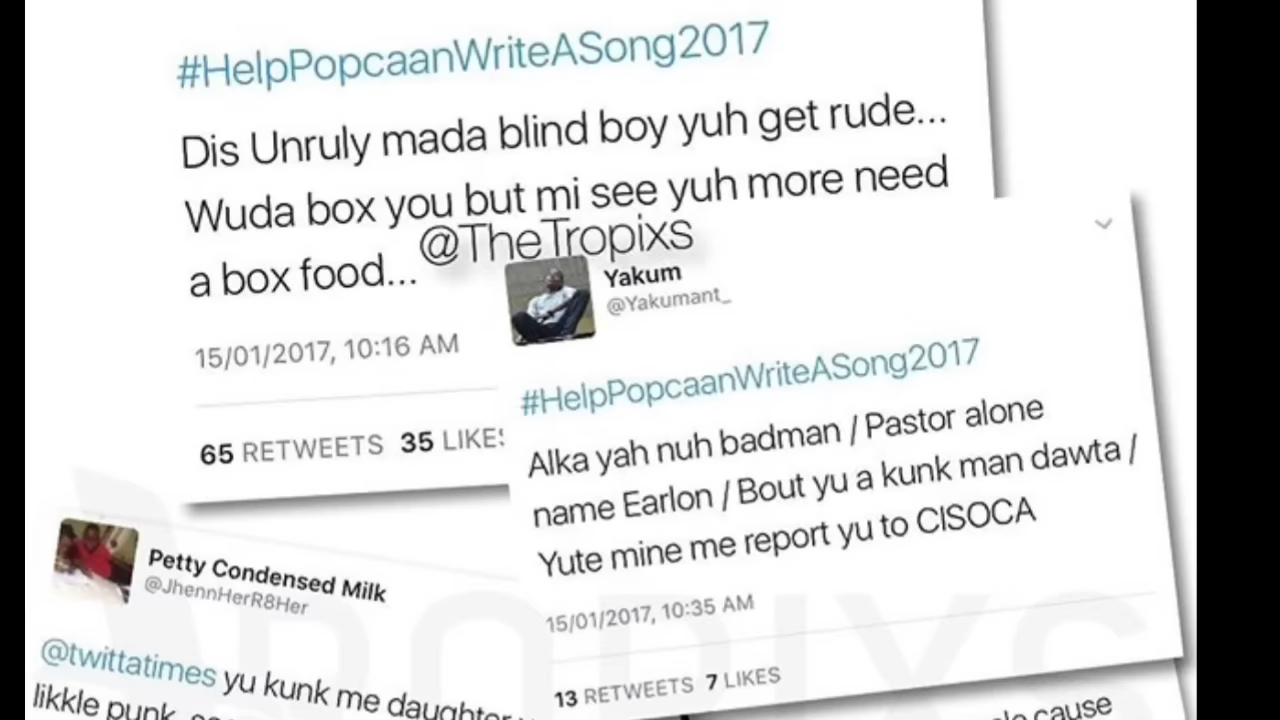 #HelpPopcaanWriteASong2017
Dis Unruly mada blind boy yuh get rude...
Wuda box you but mi see yuh more need
a box food...
@TheTropixs
15/01/2017, 10:16 AM
65 RETWEETS 35 LIKES
Yakum
@Yakumant_
#HelpPopcaanWriteASong2017
Alka yah nuh badman / Pastor alone
name Earlon / Bout yu a kunk man dawta /
Yute mine me report yu to CISOCA
15/01/2017, 10:35 AM
13 RETWEETS 7 LIKES
Petty Condensed Milk
@JhennHerR8Her
@twittatimes yu kunk me daughter
likkle punk
cause